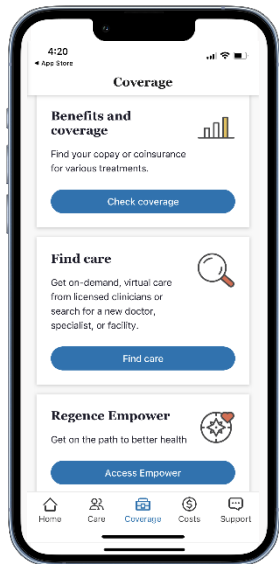 4:20
◀ App Store
Coverage
Benefits and
coverage
Find your copay or coinsurance
for various treatments.
Check coverage
Find care
Get on-demand, virtual care
from licensed clinicians or
search for a new doctor,
specialist, or facility.
Find care
Regence Empower
Get on the path to better health
Access Empower
Home Care Coverage Costs Support